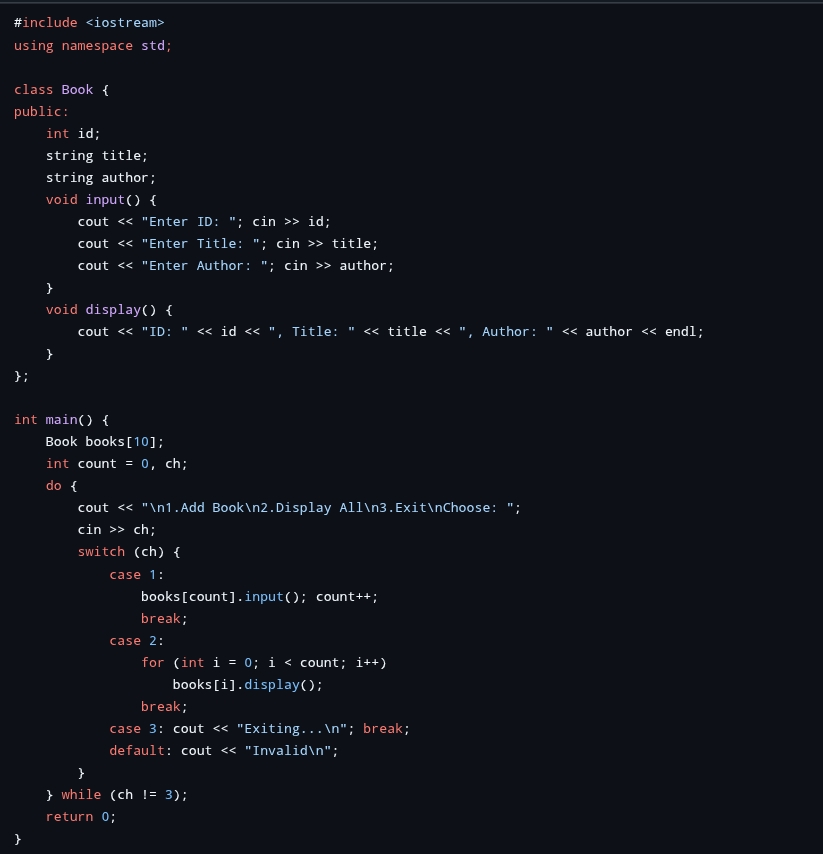 #include <iostream>
using namespace std;
class Book {
public:
    int id;
    string title;
    string author;
    void input() {
        cout << "Enter ID: "; cin >> id;
        cout << "Enter Title: "; cin >> title;
        cout << "Enter Author: "; cin >> author;
    }
    void display() {
        cout << "ID: " << id << ", Title: " << title << ", Author: " << author << endl;
    }
};
int main() {
    Book books[10];
    int count = 0, ch;
    do {
        cout << "\n1.Add Book\n2.Display All\n3.Exit\nChoose: ";
        cin >> ch;
        switch (ch) {
            case 1:
                books[count].input(); count++;
                break;
            case 2:
                for (int i = 0; i < count; i++)
                    books[i].display();
                break;
            case 3: cout << "Exiting...\n"; break;
            default: cout << "Invalid\n";
        }
    } while (ch != 3);
    return 0;
}